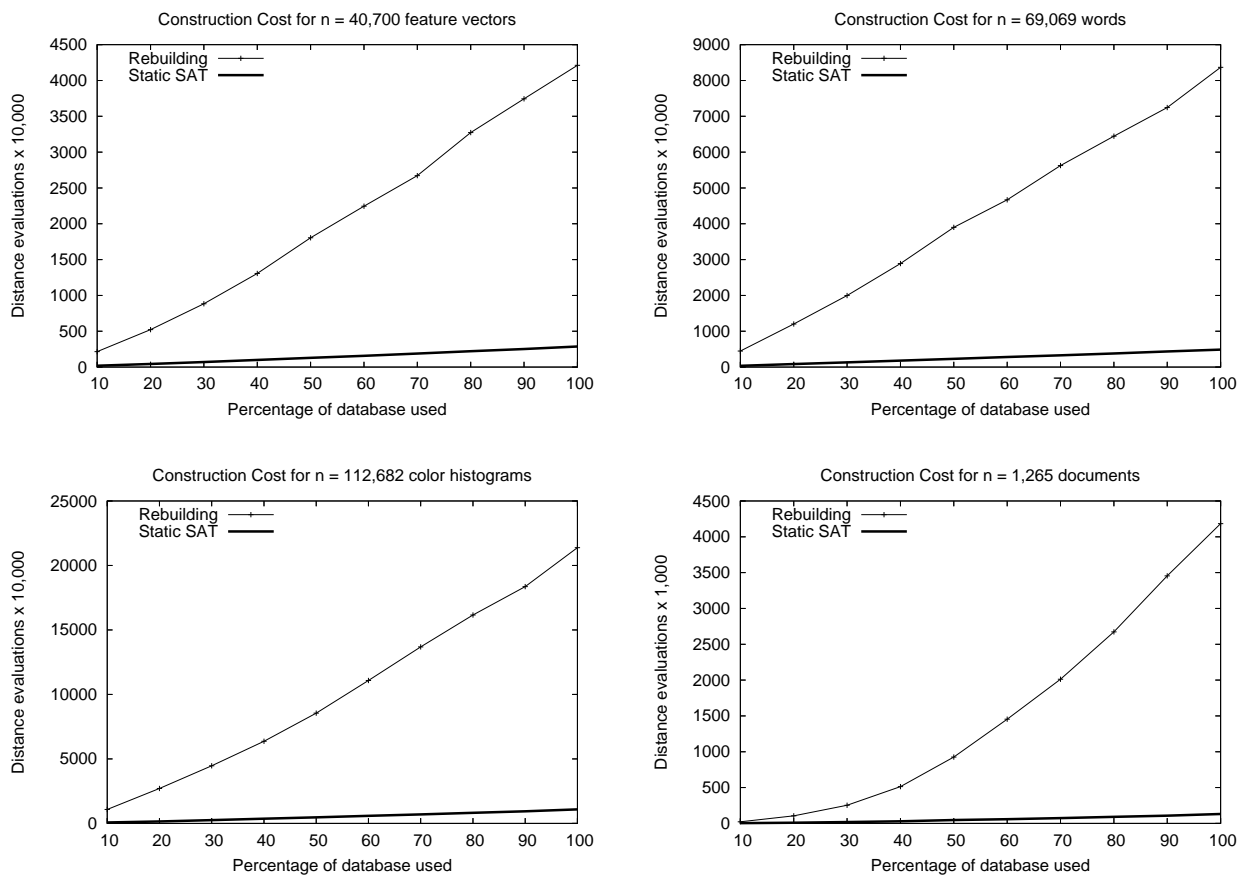 Construction Cost for n = 40,700 feature vectors
4500
4000
3500
3000
2500
2000
1500
1000
500
0
Rebuilding
Static SAT
Distance evaluations x 10,000
10 20 30 40 50 60 70 80 90 100
Percentage of database used
Construction Cost for n = 69,069 words
9000
8000
7000
6000
5000
4000
3000
2000
1000
0
Rebuilding
Static SAT
Distance evaluations x 10,000
10 20 30 40 50 60 70 80 90 100
Percentage of database used
Construction Cost for n = 112,682 color histograms
25000
20000
15000
10000
5000
0
Rebuilding
Static SAT
Distance evaluations x 10,000
10 20 30 40 50 60 70 80 90 100
Percentage of database used
Construction Cost for n = 1,265 documents
4500
4000
3500
3000
2500
2000
1500
1000
500
0
Rebuilding
Static SAT
Distance evaluations x 1,000
10 20 30 40 50 60 70 80 90 100
Percentage of database used